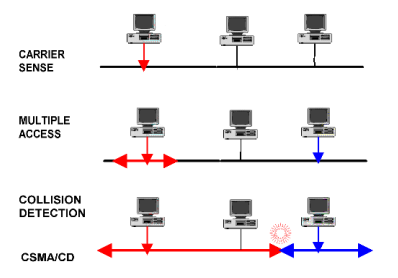 CARRIER
SENSE
MULTIPLE
ACCESS
COLLISION
DETECTION
CSMA/CD